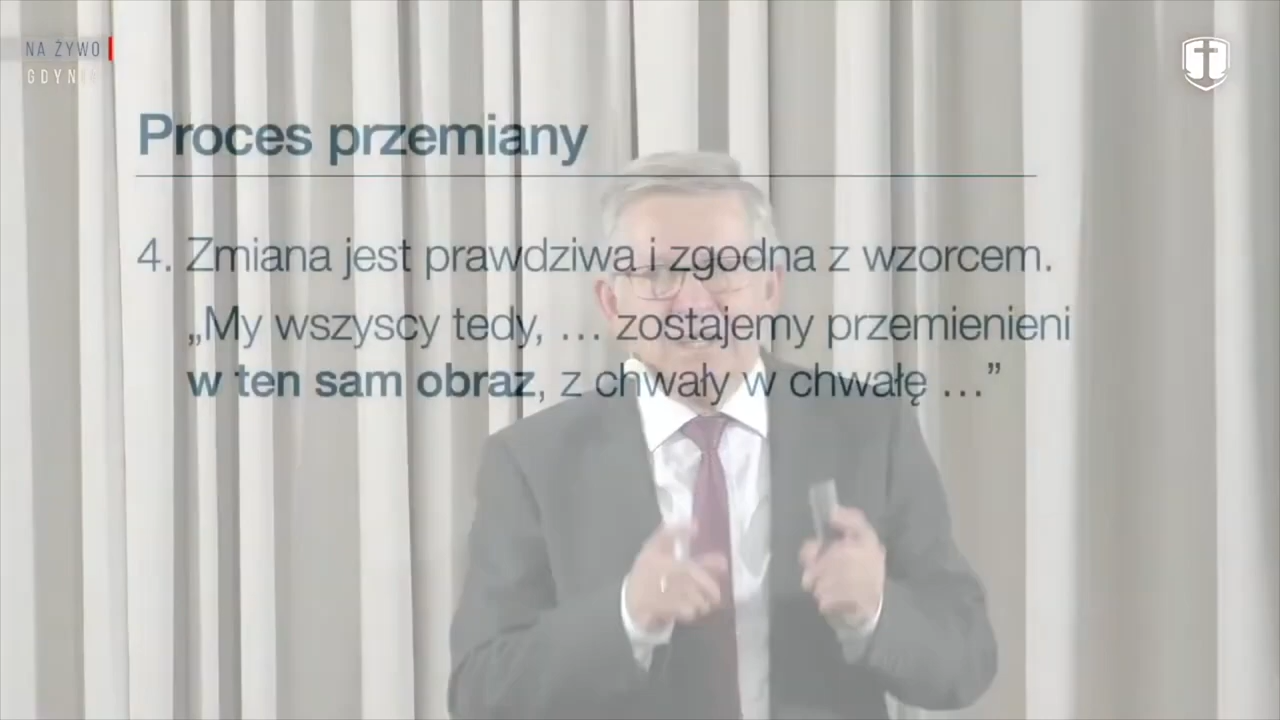 NA ŻYWO
GDYNIA
Proces przemiany
4. Zmiana jest prawdziwa i zgodna z wzorcem.
„My wszyscy tedy, … zostajemy przemienieni
w ten sam obraz, z chwały w chwałę …”